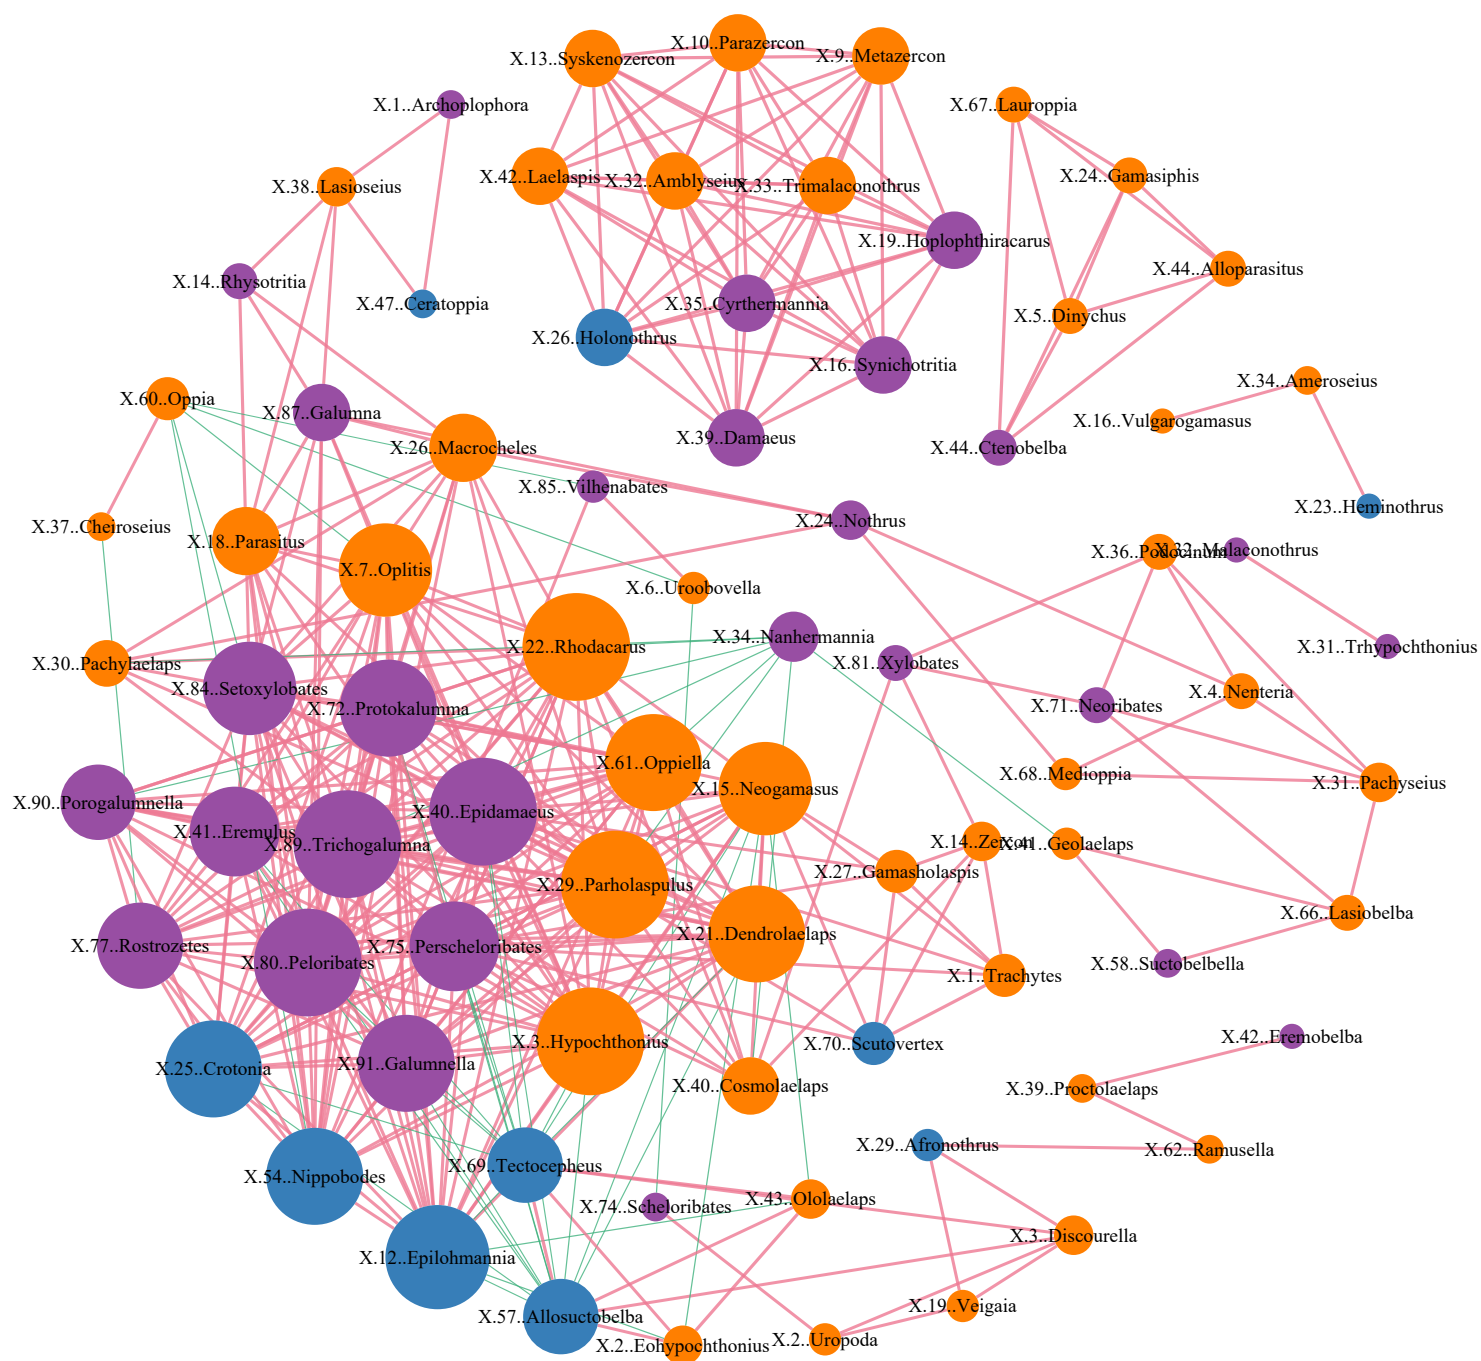 X.10..Parazercon
X.13..Syskenozercon
X.9..Metazercon
X.1..Archoplophora
X.67..Lauroppia
X.38..Lasioseius
X.42..Laelaspis
X.32..Amblyseius
X.33..Trimalaconothrus
X.24..Gamasiphis
X.19..Hoplophthiracarus
X.14..Rhysotritia
X.44..Alloparasitus
X.47..Ceratoppia
X.35..Cyrthermannia
X.5..Dinychus
X.26..Holonothrus
X.16..Synichotritia
X.34..Ameroseius
X.60..Oppia
X.87..Galumna
X.16..Vulgarogamasus
X.39..Damaeus
X.26..Macrocheles
X.44..Ctenobelba
X.85..Vilhenabates
X.23..Heminothrus
X.37..Cheiroseius
X.24..Nothrus
X.18..Parasitus
X.36..Podocinum
X.32..Malaconothrus
X.7..Oplitis
X.6..Uroobovella
X.22..Rhodacarus
X.34..Nanhermannia
X.31..Trhypochthonius
X.30..Pachylaelaps
X.81..Xylobates
X.84..Setoxylobates
X.4..Nenteria
X.72..Protokalumma
X.71..Neoribates
X.61..Oppiella
X.68..Medioppia
X.31..Pachyseius
X.15..Neogamasus
X.90..Porogalumnella
X.40..Epidamaeus
X.41..Eremulus
X.89..Trichogalumna
X.14..Zercon
X.41..Geolaelaps
X.27..Gamasholaspis
X.29..Parholaspulus
X.66..Lasiobelba
X.21..Dendrolaelaps
X.77..Rostrozetes
X.75..Perscheloribates
X.80..Peloribates
X.58..Suctobelbella
X.1..Trachytes
X.42..Eremobelba
X.3..Hypochthonius
X.70..Scutovertex
X.91..Galumnella
X.25..Crotonia
X.40..Cosmolaelaps
X.39..Proctolaelaps
X.29..Afronothrus
X.62..Ramusella
X.69..Tectocepheus
X.54..Nippobodes
X.43..Ololaelaps
X.74..Scheloribates
X.3..Discourella
X.12..Epilohmannia
X.19..Veigaia
X.57..Allosuctobelba
X.2..Uropoda
X.2..Eohypochthonius